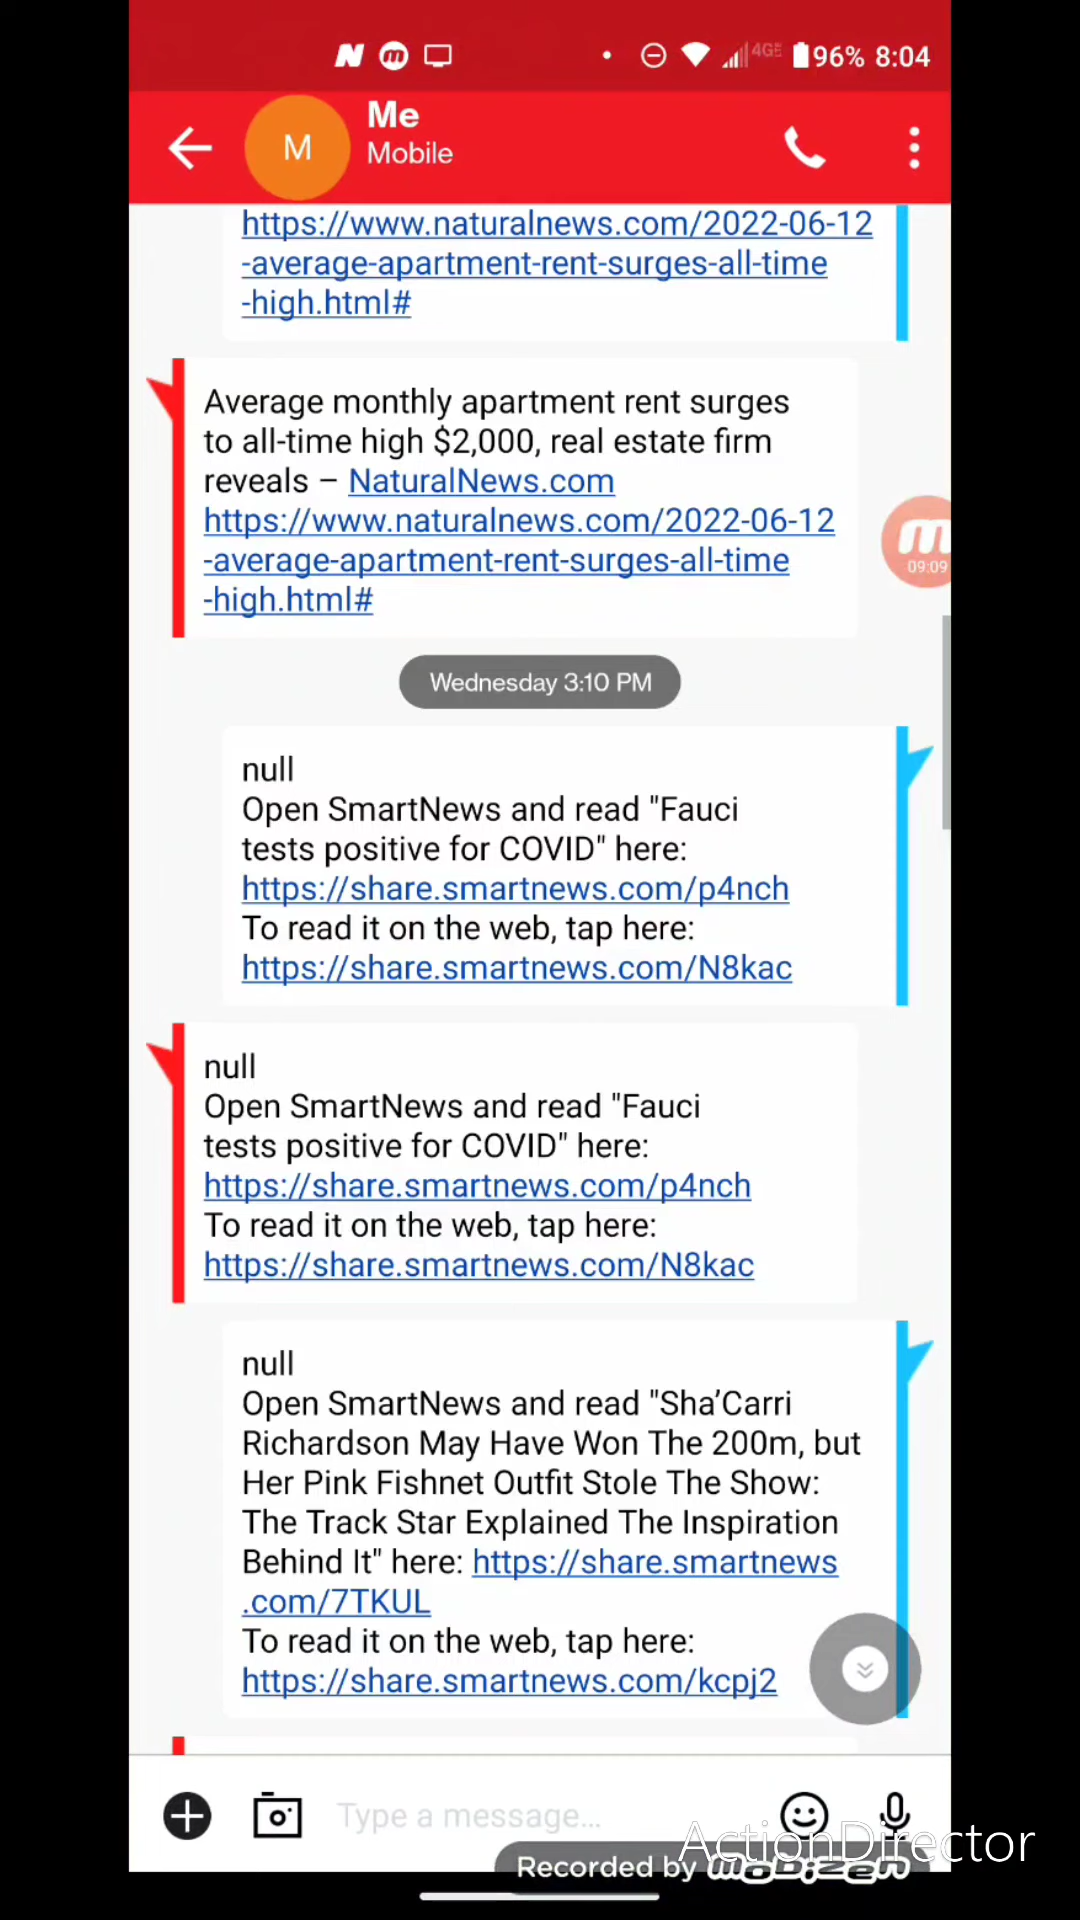 96% 8:04
4GE
M
Me
Mobile
https://www.naturalnews.com/2022-06-12
-average-apartment-rent-surges-all-time
-high.html#
Average monthly apartment rent surges
to all-time high $2,000, real estate firm
reveals – NaturalNews.com
https://www.naturalnews.com/2022-06-12
-average-apartment-rent-surges-all-time
-high.html#
09:09
Wednesday 3:10 PM
null
Open SmartNews and read "Fauci
tests positive for COVID" here:
https://share.smartnews.com/p4nch
To read it on the web, tap here:
https://share.smartnews.com/N8kac
null
Open SmartNews and read "Fauci
tests positive for COVID" here:
https://share.smartnews.com/p4nch
To read it on the web, tap here:
https://share.smartnews.com/N8kac
null
Open SmartNews and read "Sha’Carri
Richardson May Have Won The 200m, but
Her Pink Fishnet Outfit Stole The Show:
The Track Star Explained The Inspiration
Behind It" here: https://share.smartnews
.com/7TKUL
To read it on the web, tap here:
https://share.smartnews.com/kcpj2
Type a message...
ActionDirector
Recorded by mobizen